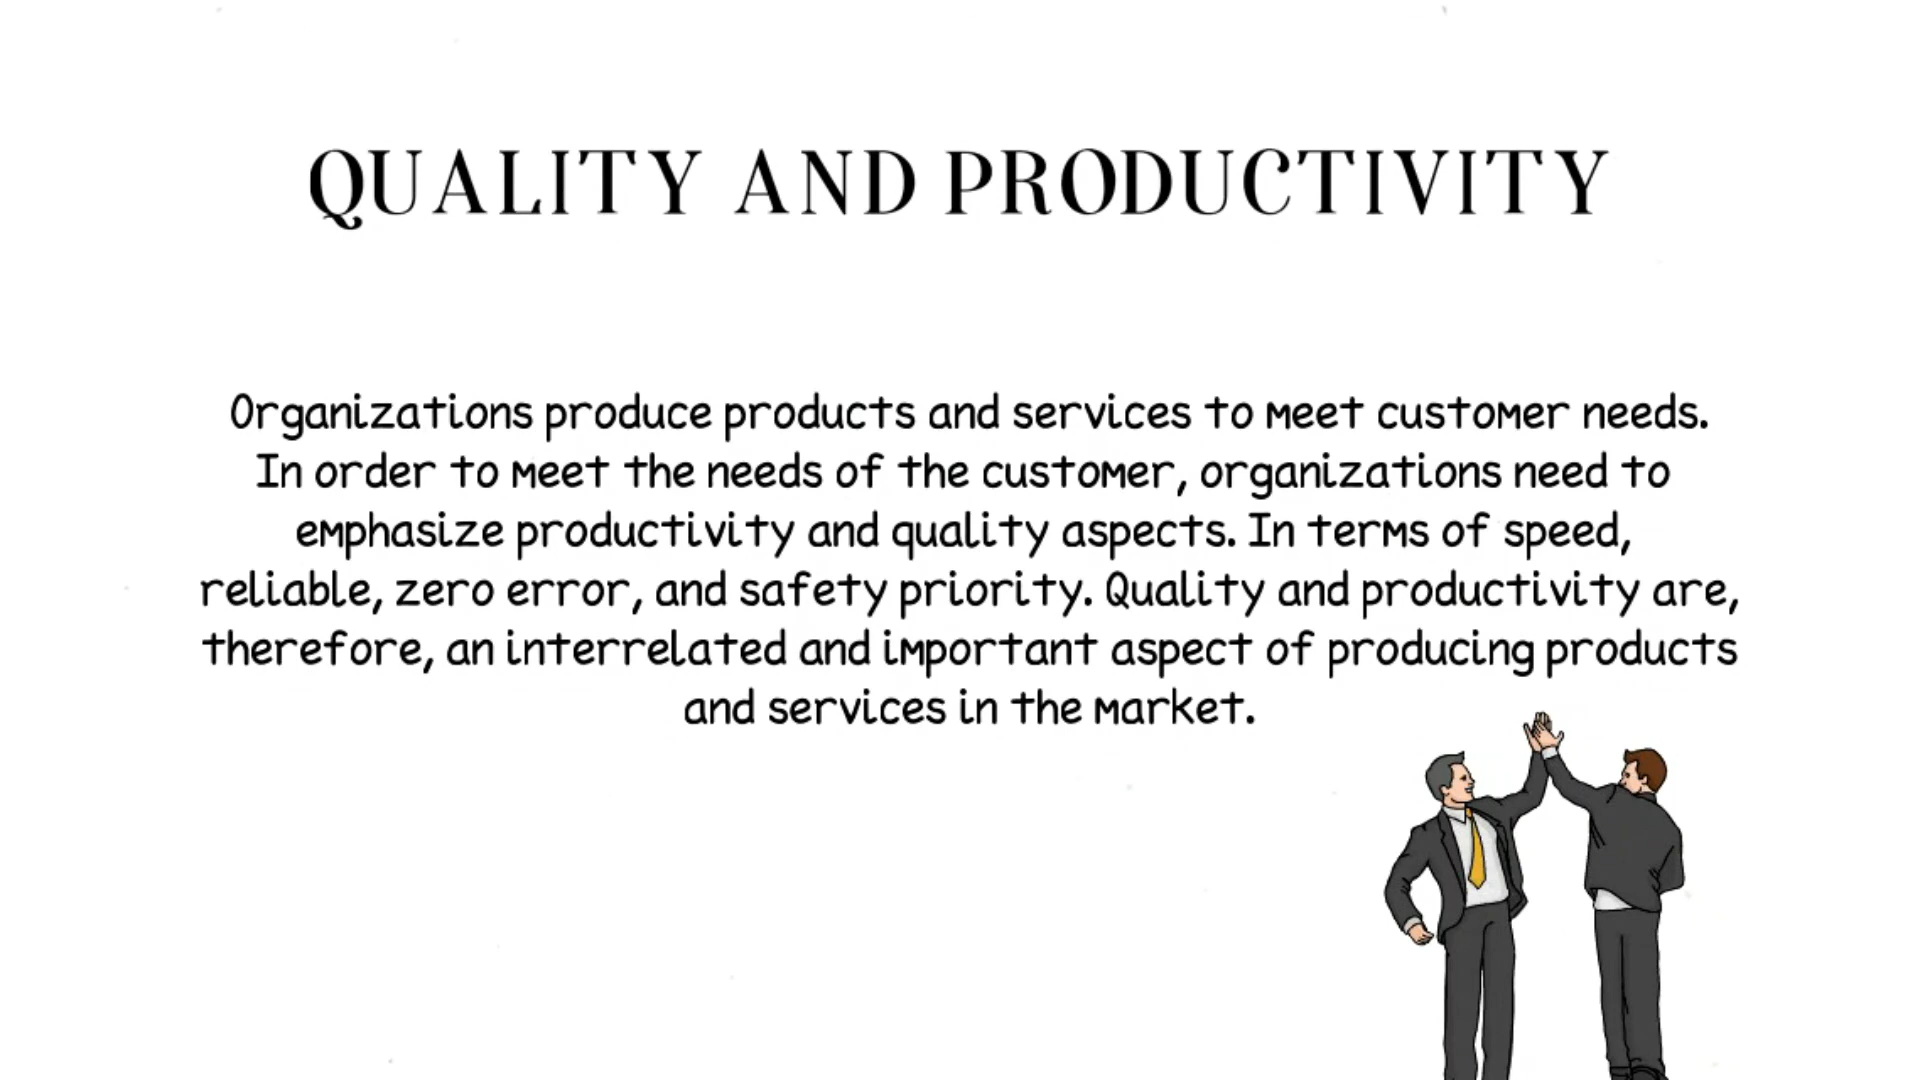 QUALITY AND PRODUCTIVITY
Organizations produce products and services to meet customer needs.
In order to meet the needs of the customer, organizations need to
emphasize productivity and quality aspects. In terms of speed,
reliable, zero error, and safety priority. Quality and productivity are,
therefore, an interrelated and important aspect of producing products
and services in the market.